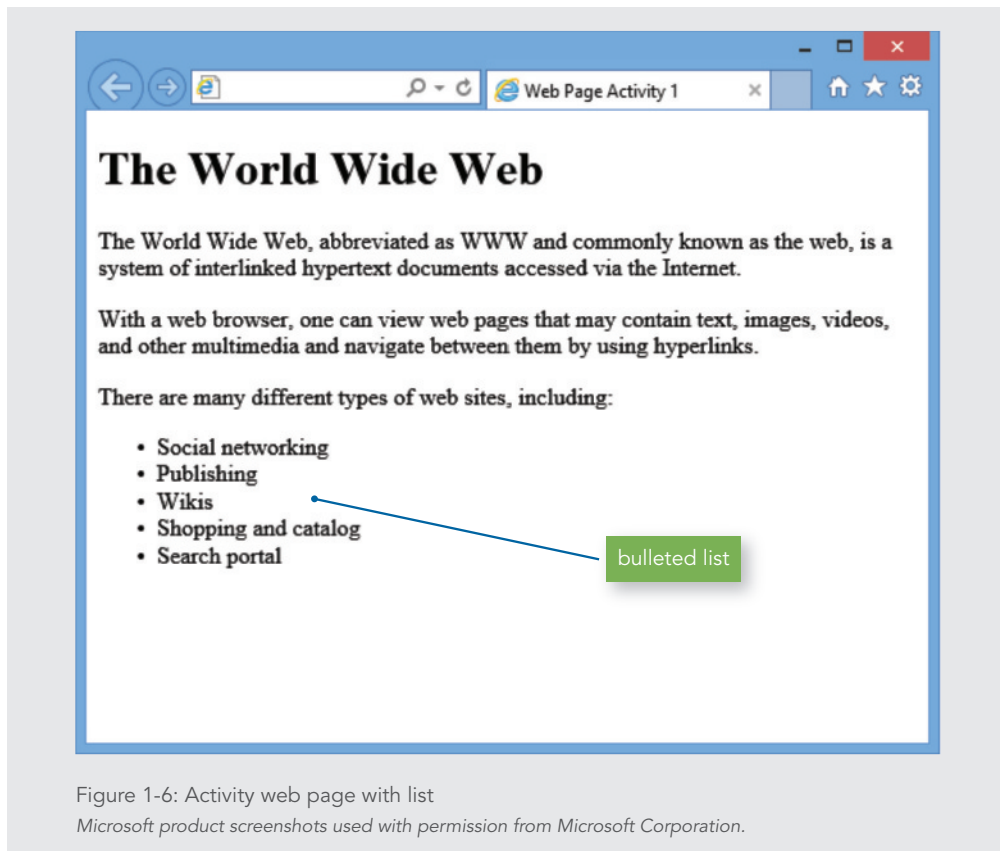 Web Page Activity 1
The World Wide Web
The World Wide Web, abbreviated as WWW and commonly known as the web, is a
system of interlinked hypertext documents accessed via the Internet.
With a web browser, one can view web pages that may contain text, images, videos,
and other multimedia and navigate between them by using hyperlinks.
There are many different types of web sites, including:
• Social networking
• Publishing
• Wikis
• Shopping and catalog
• Search portal
bulleted list
Figure 1-6: Activity web page with list
Microsoft product screenshots used with permission from Microsoft Corporation.